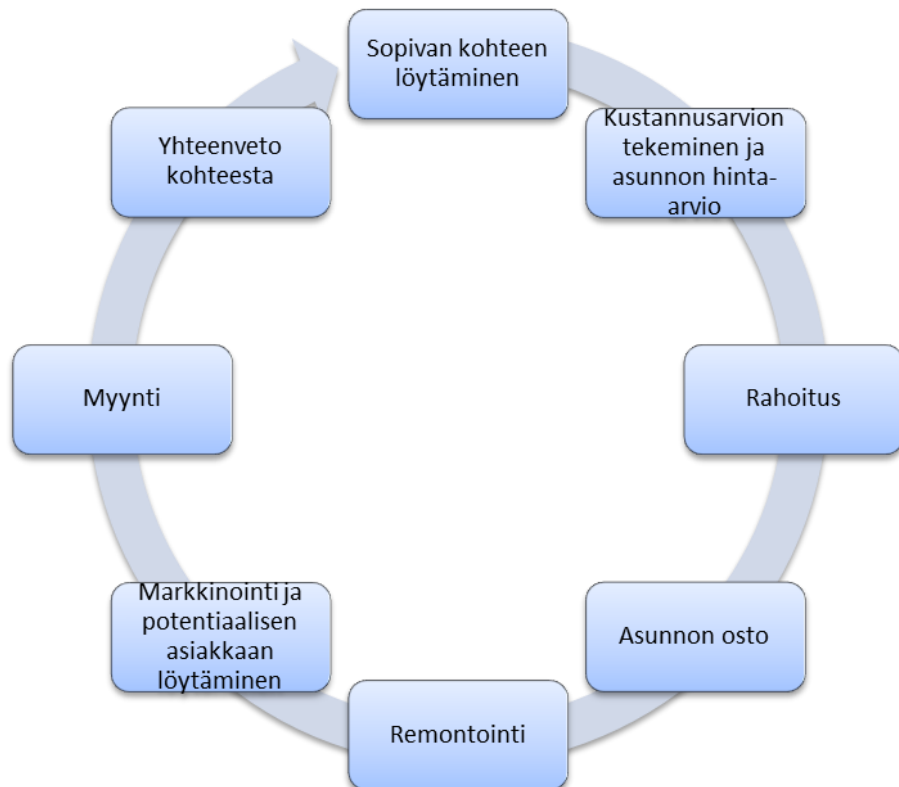 Sopivan kohteen
löytäminen
Kustannusarvion
tekeminen ja
asunnon hinta-
arvio
Rahoitus
Asunnon osto
Remontointi
Markkinointi ja
potentiaalisen
asiakkaan
löytäminen
Myynti
Yhteenveto
kohteesta